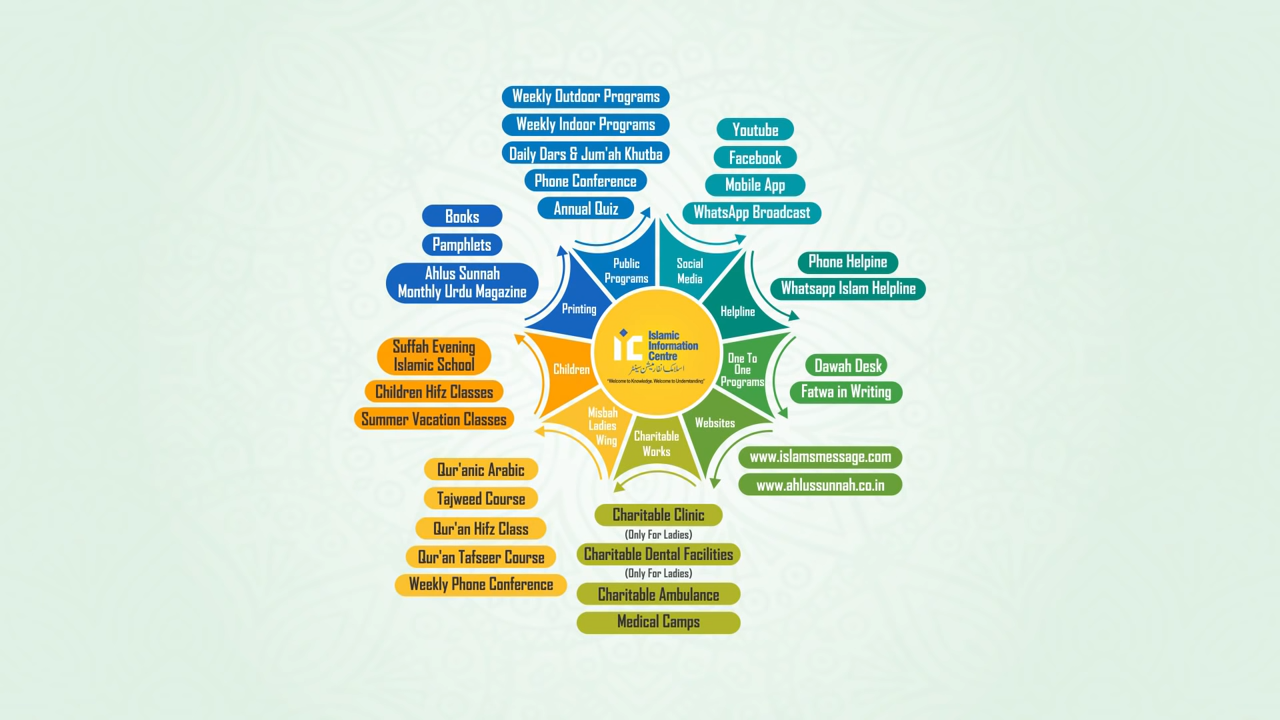 Weekly Outdoor Programs
Weekly Indoor Programs
Daily Dars & Jum'ah Khutba
Phone Conference
Annual Quiz
Youtube
Facebook
Mobile App
WhatsApp Broadcast
Books
Pamphlets
Ahlus Sunnah
Monthly Urdu Magazine
Phone Helpine
Whatsapp Islam Helpline
Public
Programs
Social
Media
Printing
Helpline
Children
One To
One
Programs
Misbah
Ladies
Wing
Charitable
Works
Websites
iC
Islamic
Information
Centre
اسلامک انفارمیشن سینٹر
"Welcome to Knowledge. Welcome to Understanding"
Suffah Evening
Islamic School
Children Hifz Classes
Summer Vacation Classes
Dawah Desk
Fatwa in Writing
www.islamsmessage.com
www.ahlussunnah.co.in
Qur'anic Arabic
Tajweed Course
Qur'an Hifz Class
Qur'an Tafseer Course
Weekly Phone Conference
Charitable Clinic
(Only For Ladies)
Charitable Dental Facilities
(Only For Ladies)
Charitable Ambulance
Medical Camps